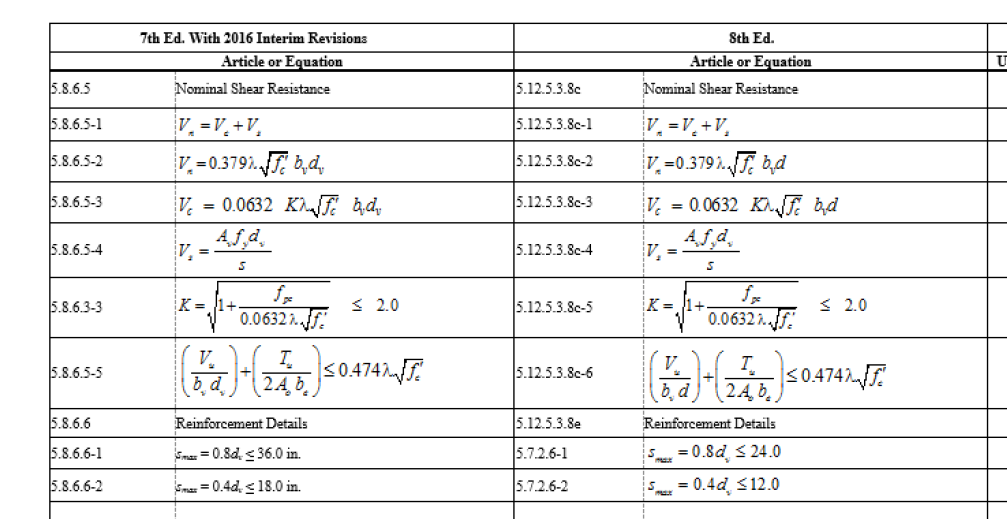 7th Ed. With 2016 Interim Revisions 8th Ed.
Article or Equation Article or Equation U
5.8.6.5 Nominal Shear Resistance 5.12.5.3.8c Nominal Shear Resistance
5.8.6.5-1 V_n = V_c + V_s 5.12.5.3.8c-1 V_n = V_c + V_s
5.8.6.5-2 V_n = 0.379λ√f′_c b_v d_v 5.12.5.3.8c-2 V_n = 0.379λ√f′_c b_v d
5.8.6.5-3 V_c = 0.0632 Kλ√f′_c b_v d_v 5.12.5.3.8c-3 V_c = 0.0632 Kλ√f′_c b_v d
5.8.6.5-4 V_s = A_v f_y d_v / s 5.12.5.3.8c-4 V_s = A_v f_y d_v / s
5.8.6.3-3 K = √(1 + f_pc / (0.0632λ√f′_c)) ≤ 2.0 5.12.5.3.8c-5 K = √(1 + f_pc / (0.0632λ√f′_c)) ≤ 2.0
5.8.6.5-5 (V_u / (b_v d_v)) + (T_u / (2A_o b_e)) ≤ 0.474λ√f′_c 5.12.5.3.8c-6 (V_u / (b_v d)) + (T_u / (2A_o b_e)) ≤ 0.474λ√f′_c
5.8.6.6 Reinforcement Details 5.12.5.3.8e Reinforcement Details
5.8.6.6-1 s_max = 0.8d_v ≤ 36.0 in. 5.7.2.6-1 s_max = 0.8d_v ≤ 24.0
5.8.6.6-2 s_max = 0.4d_v ≤ 18.0 in. 5.7.2.6-2 s_max = 0.4d_v ≤ 12.0